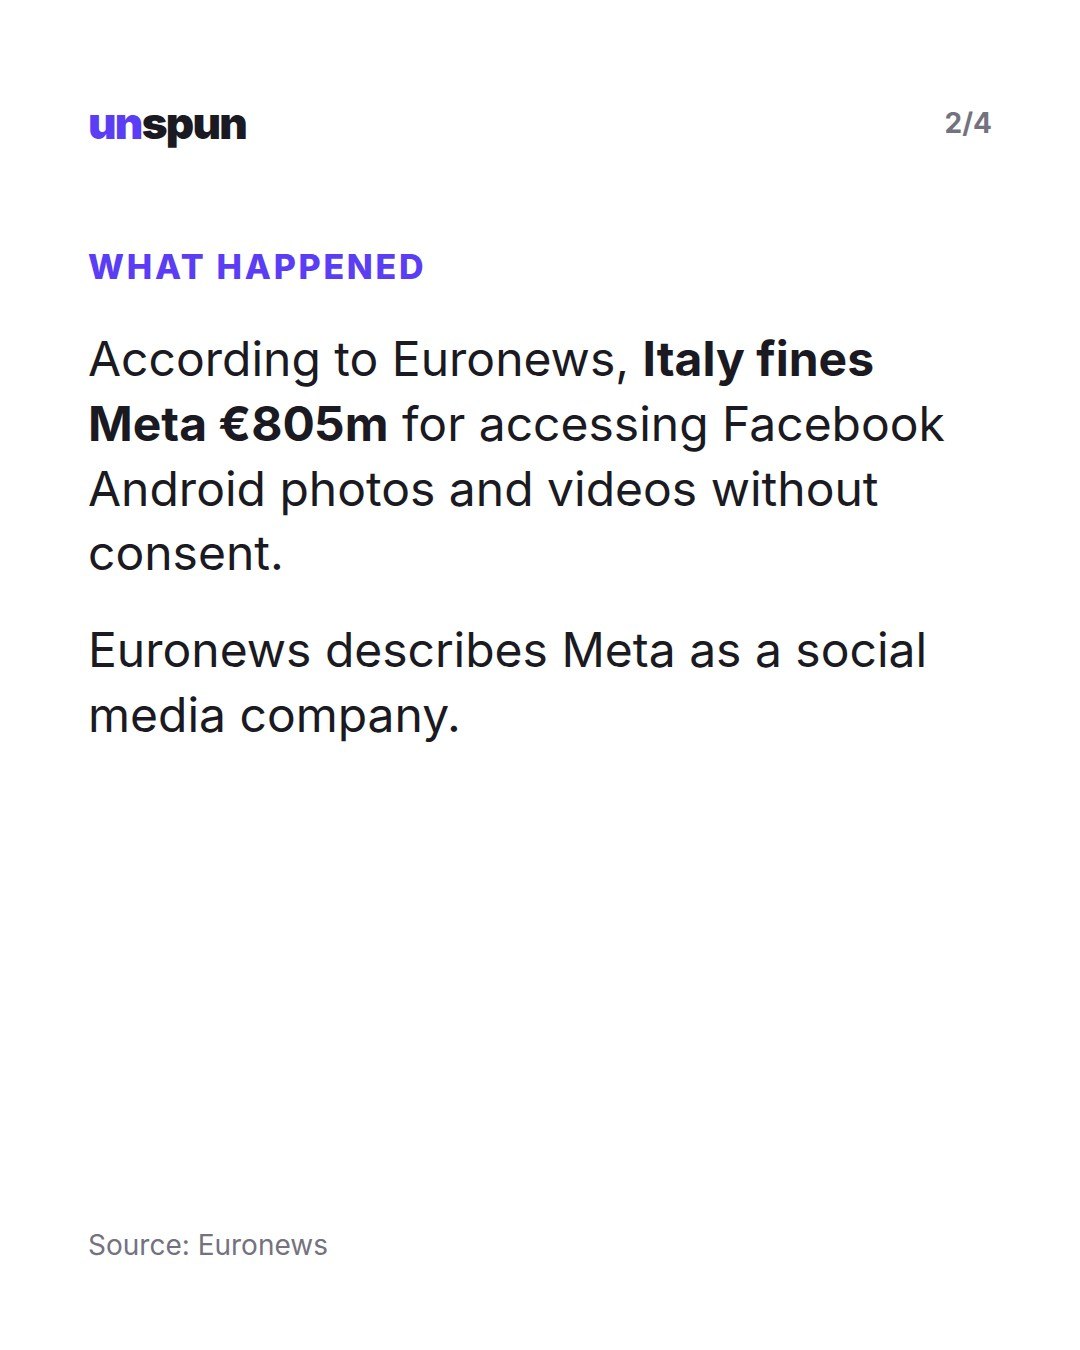 unspun
2/4
WHAT HAPPENED
According to Euronews, Italy fines
Meta €805m for accessing Facebook
Android photos and videos without
consent.
Euronews describes Meta as a social
media company.
Source: Euronews